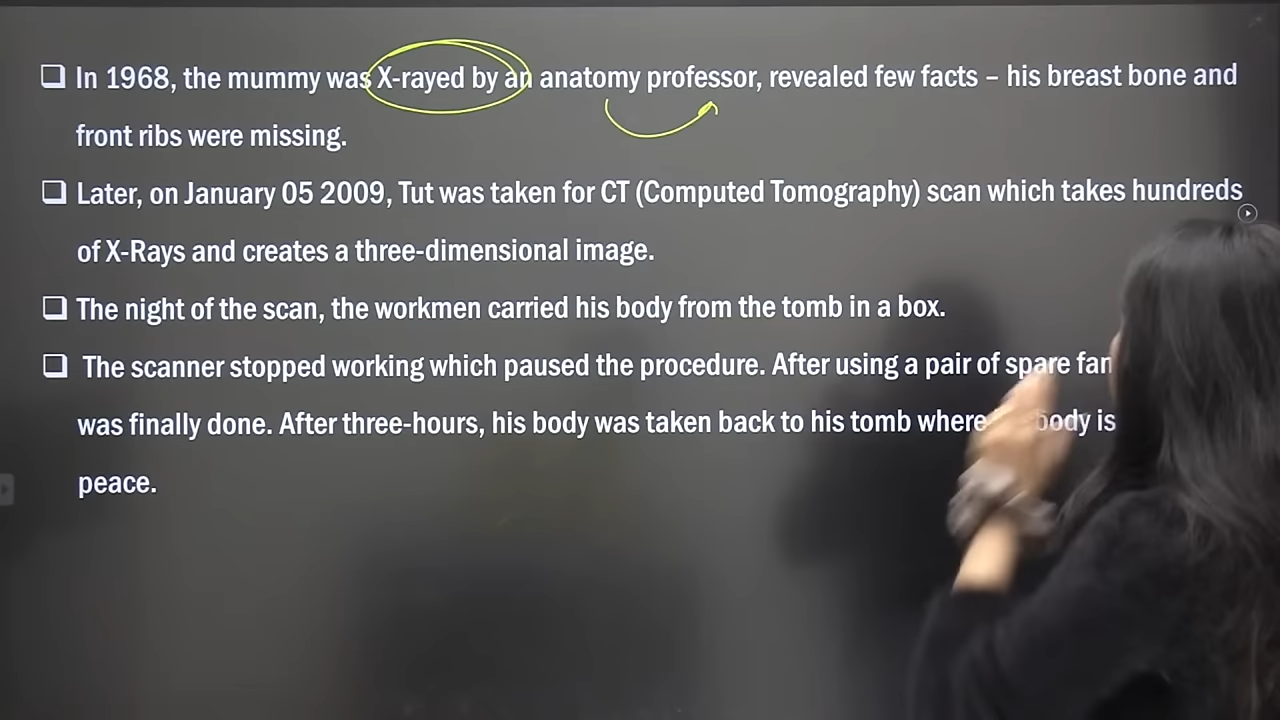 In 1968, the mummy was X-rayed by an anatomy professor, revealed few facts – his breast bone and
front ribs were missing.
Later, on January 05 2009, Tut was taken for CT (Computed Tomography) scan which takes hundreds
of X-Rays and creates a three-dimensional image.
The night of the scan, the workmen carried his body from the tomb in a box.
The scanner stopped working which paused the procedure. After using a pair of spare
was finally done. After three-hours, his body was taken back to his tomb where body is
peace.